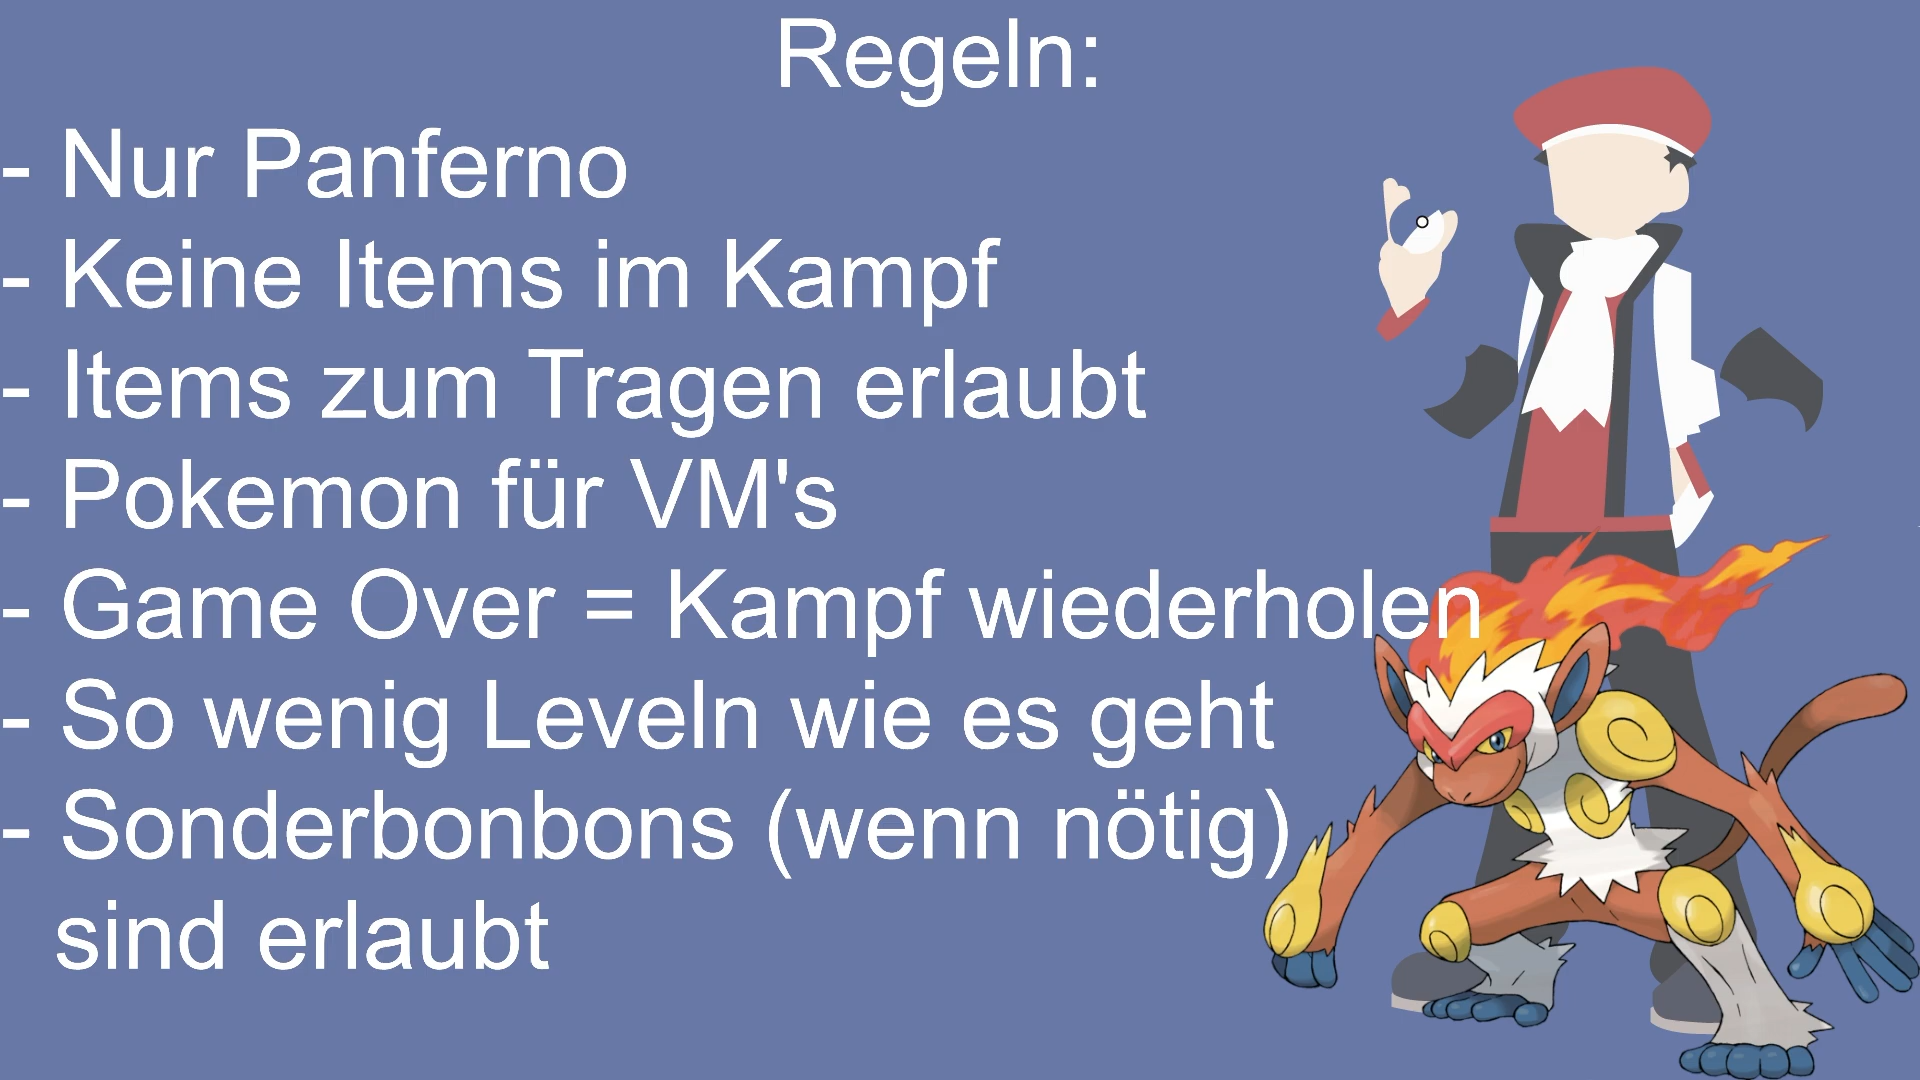 Regeln:
- Nur Panferno
- Keine Items im Kampf
- Items zum Tragen erlaubt
- Pokemon für VM's
- Game Over = Kampf wiederholen
- So wenig Leveln wie es geht
- Sonderbonbons (wenn nötig)
sind erlaubt